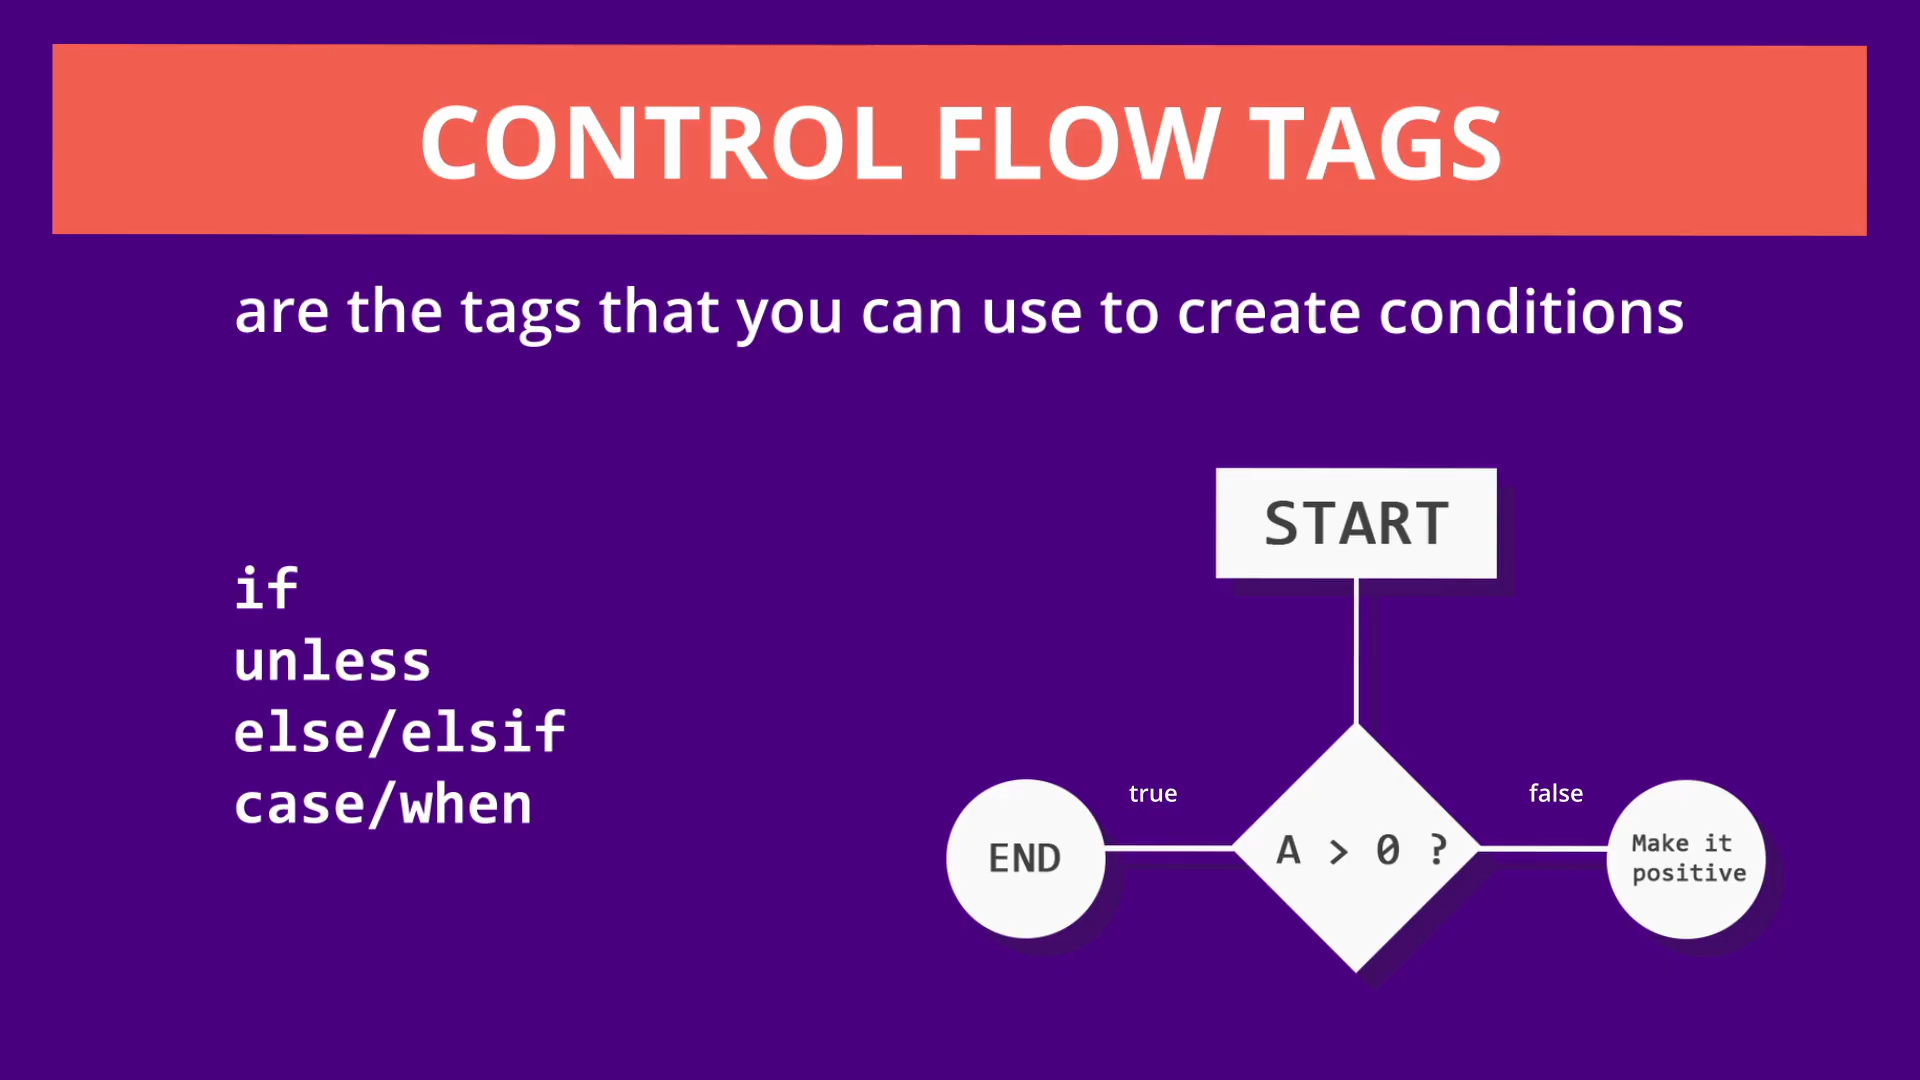 CONTROL FLOW TAGS
are the tags that you can use to create conditions
if
unless
else/elsif
case/when
START
true
false
END
A > 0 ?
Make it
positive